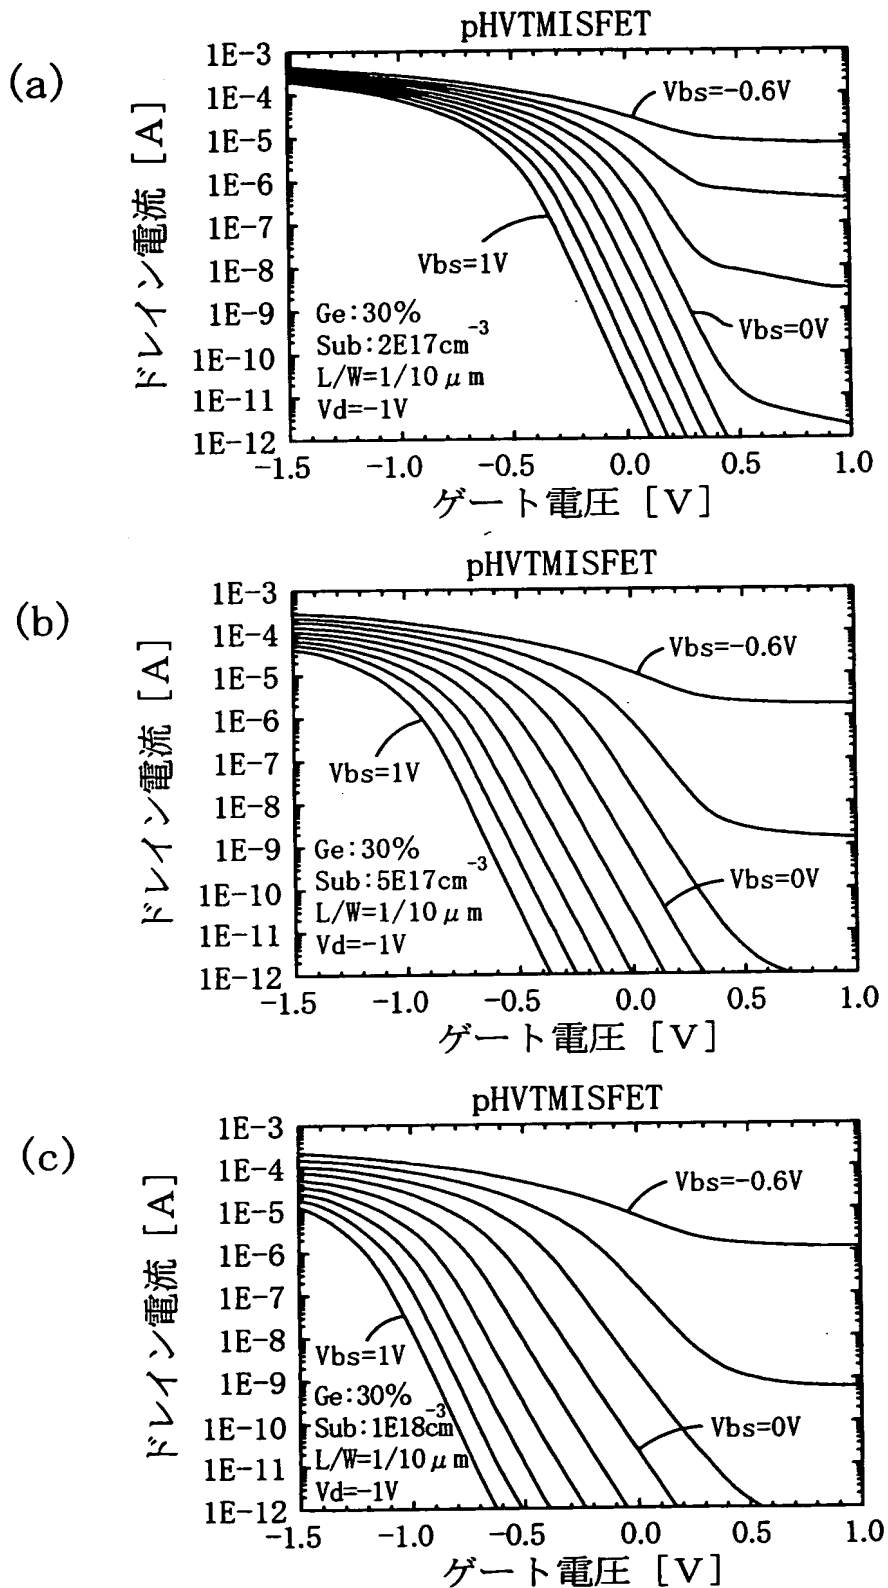 (a)
pHVTMISFET
ドレイン電流 [A]
1E-3
1E-4
1E-5
1E-6
1E-7
1E-8
1E-9
1E-10
1E-11
1E-12
Vbs=-0.6V
Vbs=1V
Vbs=0V
Ge:30%
Sub:2E17cm⁻³
L/W=1/10μm
Vd=-1V
-1.5 -1.0 -0.5 0.0 0.5 1.0
ゲート電圧 [V]
(b)
pHVTMISFET
ドレイン電流 [A]
1E-3
1E-4
1E-5
1E-6
1E-7
1E-8
1E-9
1E-10
1E-11
1E-12
Vbs=-0.6V
Vbs=1V
Vbs=0V
Ge:30%
Sub:5E17cm⁻³
L/W=1/10μm
Vd=-1V
-1.5 -1.0 -0.5 0.0 0.5 1.0
ゲート電圧 [V]
(c)
pHVTMISFET
ドレイン電流 [A]
1E-3
1E-4
1E-5
1E-6
1E-7
1E-8
1E-9
1E-10
1E-11
1E-12
Vbs=-0.6V
Vbs=1V
Vbs=0V
Ge:30%
Sub:1E18cm⁻³
L/W=1/10μm
Vd=-1V
-1.5 -1.0 -0.5 0.0 0.5 1.0
ゲート電圧 [V]